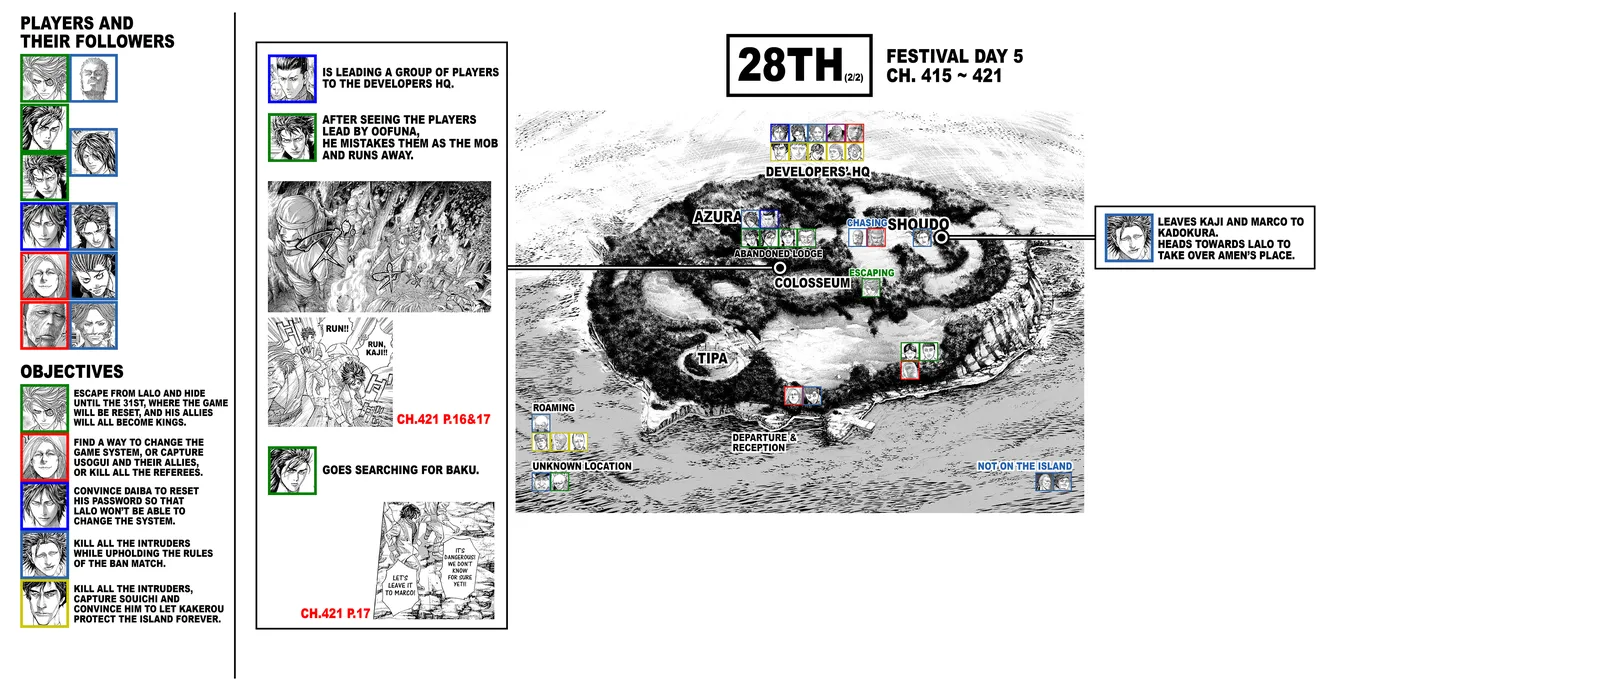 PLAYERS AND
THEIR FOLLOWERS
OBJECTIVES
ESCAPE FROM LALO AND HIDE
UNTIL THE 31ST, WHERE THE GAME
WILL BE RESET, AND HIS ALLIES
WILL ALL BECOME KINGS.
FIND A WAY TO CHANGE THE
GAME SYSTEM, OR CAPTURE
USOGUI AND THEIR ALLIES,
OR KILL ALL THE REFEREES.
CONVINCE DAIBA TO RESET
HIS PASSWORD SO THAT
LALO WON'T BE ABLE TO
CHANGE THE SYSTEM.
KILL ALL THE INTRUDERS
WHILE UPHOLDING THE RULES
OF THE BAN MATCH.
KILL ALL THE INTRUDERS,
CAPTURE SOUICHI AND
CONVINCE HIM TO LET KAKEROU
PROTECT THE ISLAND FOREVER.
IS LEADING A GROUP OF PLAYERS
TO THE DEVELOPERS HQ.
AFTER SEEING THE PLAYERS
LEAD BY OOFUNA,
HE MISTAKES THEM AS THE MOB
AND RUNS AWAY.
RUN!!
RUN,
KAJI!!
CH.421 P.16&17
GOES SEARCHING FOR BAKU.
IT'S
DANGEROUS!
WE DON'T
KNOW
FOR SURE
YET!!
LET'S
LEAVE IT
TO MARCO!
CH.421 P.17
28TH (2/2)
FESTIVAL DAY 5
CH. 415 ~ 421
DEVELOPERS' HQ
AZURA
CHASING
SHOUDO
ABANDONED LODGE
ESCAPING
COLOSSEUM
TIPA
ROAMING
DEPARTURE &
RECEPTION
UNKNOWN LOCATION
NOT ON THE ISLAND
LEAVES KAJI AND MARCO TO
KADOKURA.
HEADS TOWARDS LALO TO
TAKE OVER AMEN'S PLACE.